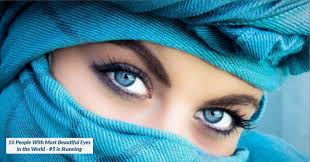 10 People With Most Beautiful Eyes
in the World - #5 is Stunning